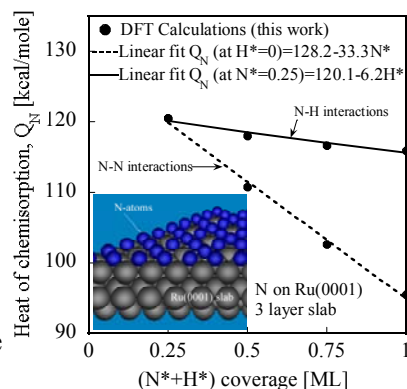 Heat of chemisorption, Q_N [kcal/mole]
130
120
110
100
90
DFT Calculations (this work)
Linear fit Q_N (at H*=0)=128.2-33.3N*
Linear fit Q_N (at N*=0.25)=120.1-6.2H*
N-H interactions
N-N interactions
N-atoms
Ru(0001) slab
N on Ru(0001)
3 layer slab
0 0.25 0.5 0.75 1
(N*+H*) coverage [ML]
e